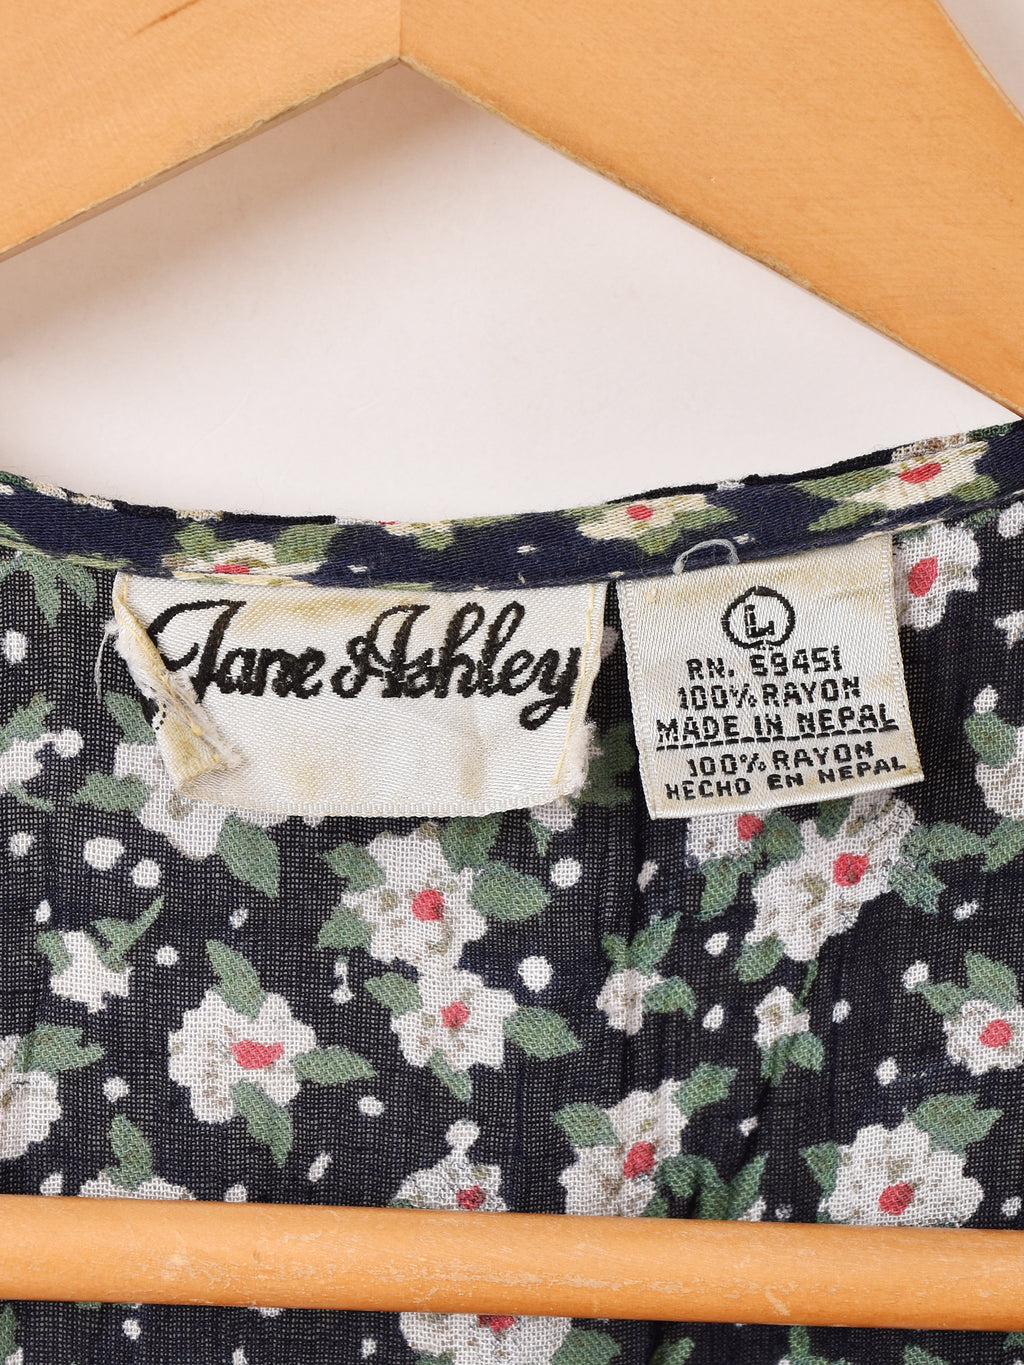 Jane Ashley
L
RN. 59451
100% RAYON
MADE IN NEPAL
100% RAYON
HECHO EN NEPAL